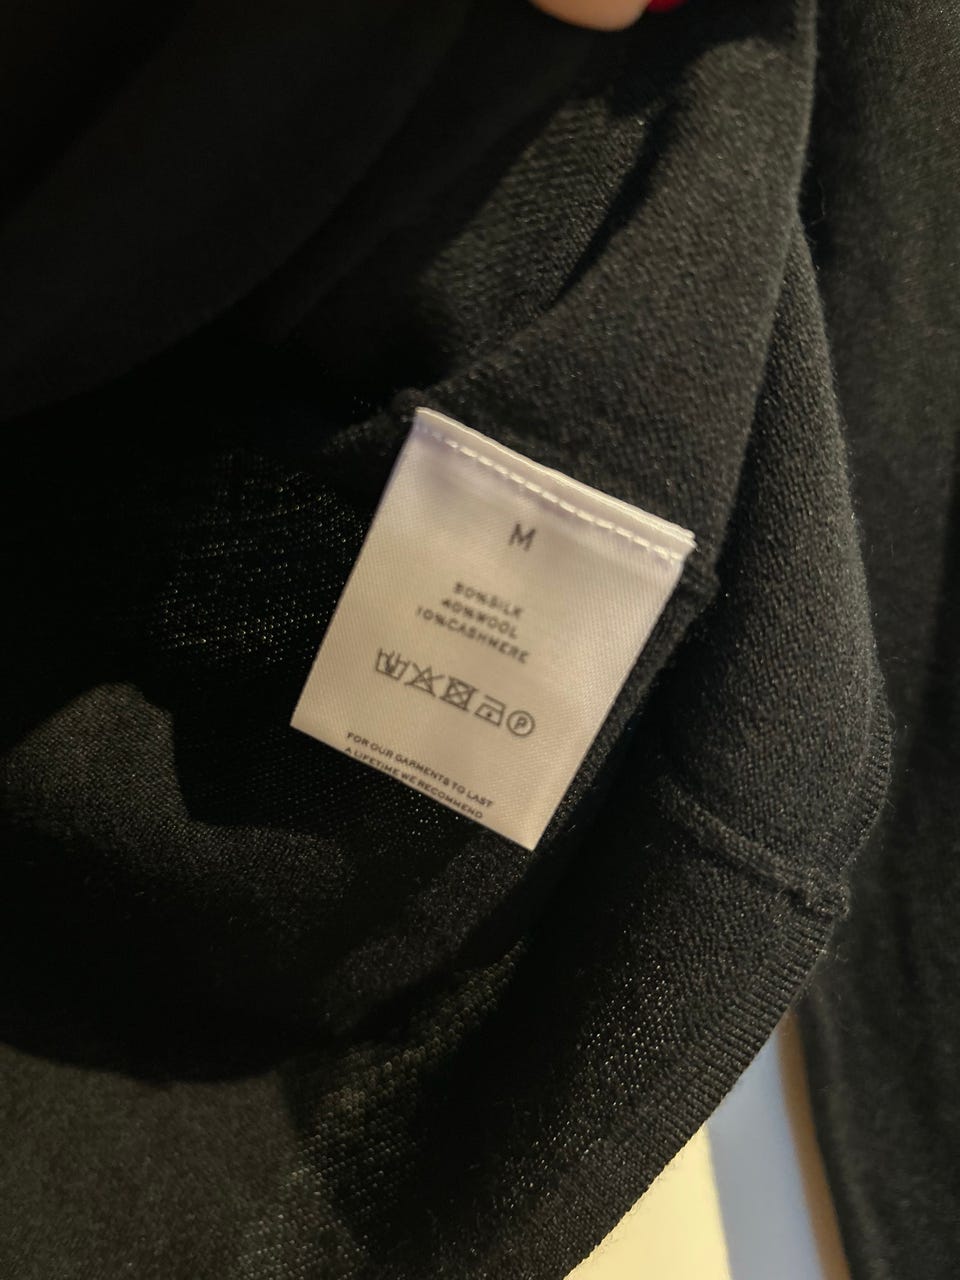 M
50%SILK
40%WOOL
10%CASHMERE
P
FOR OUR GARMENTS TO LAST
A LIFETIME WE RECOMMEND